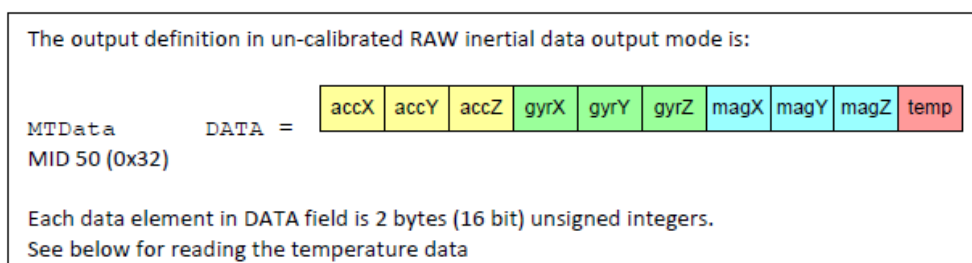 The output definition in un-calibrated RAW inertial data output mode is:
accX accY accZ gyrX gyrY gyrZ magX magY magZ temp
MTData DATA =
MID 50 (0x32)
Each data element in DATA field is 2 bytes (16 bit) unsigned integers.
See below for reading the temperature data